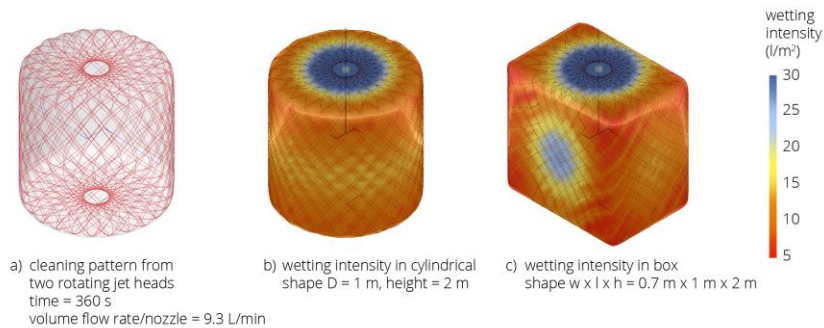 wetting
intensity
(l/m²)
30
25
20
15
10
5
a) cleaning pattern from
two rotating jet heads
time = 360 s
volume flow rate/nozzle = 9.3 L/min
b) wetting intensity in cylindrical
shape D = 1 m, height = 2 m
c) wetting intensity in box
shape w x l x h = 0.7 m x 1 m x 2 m